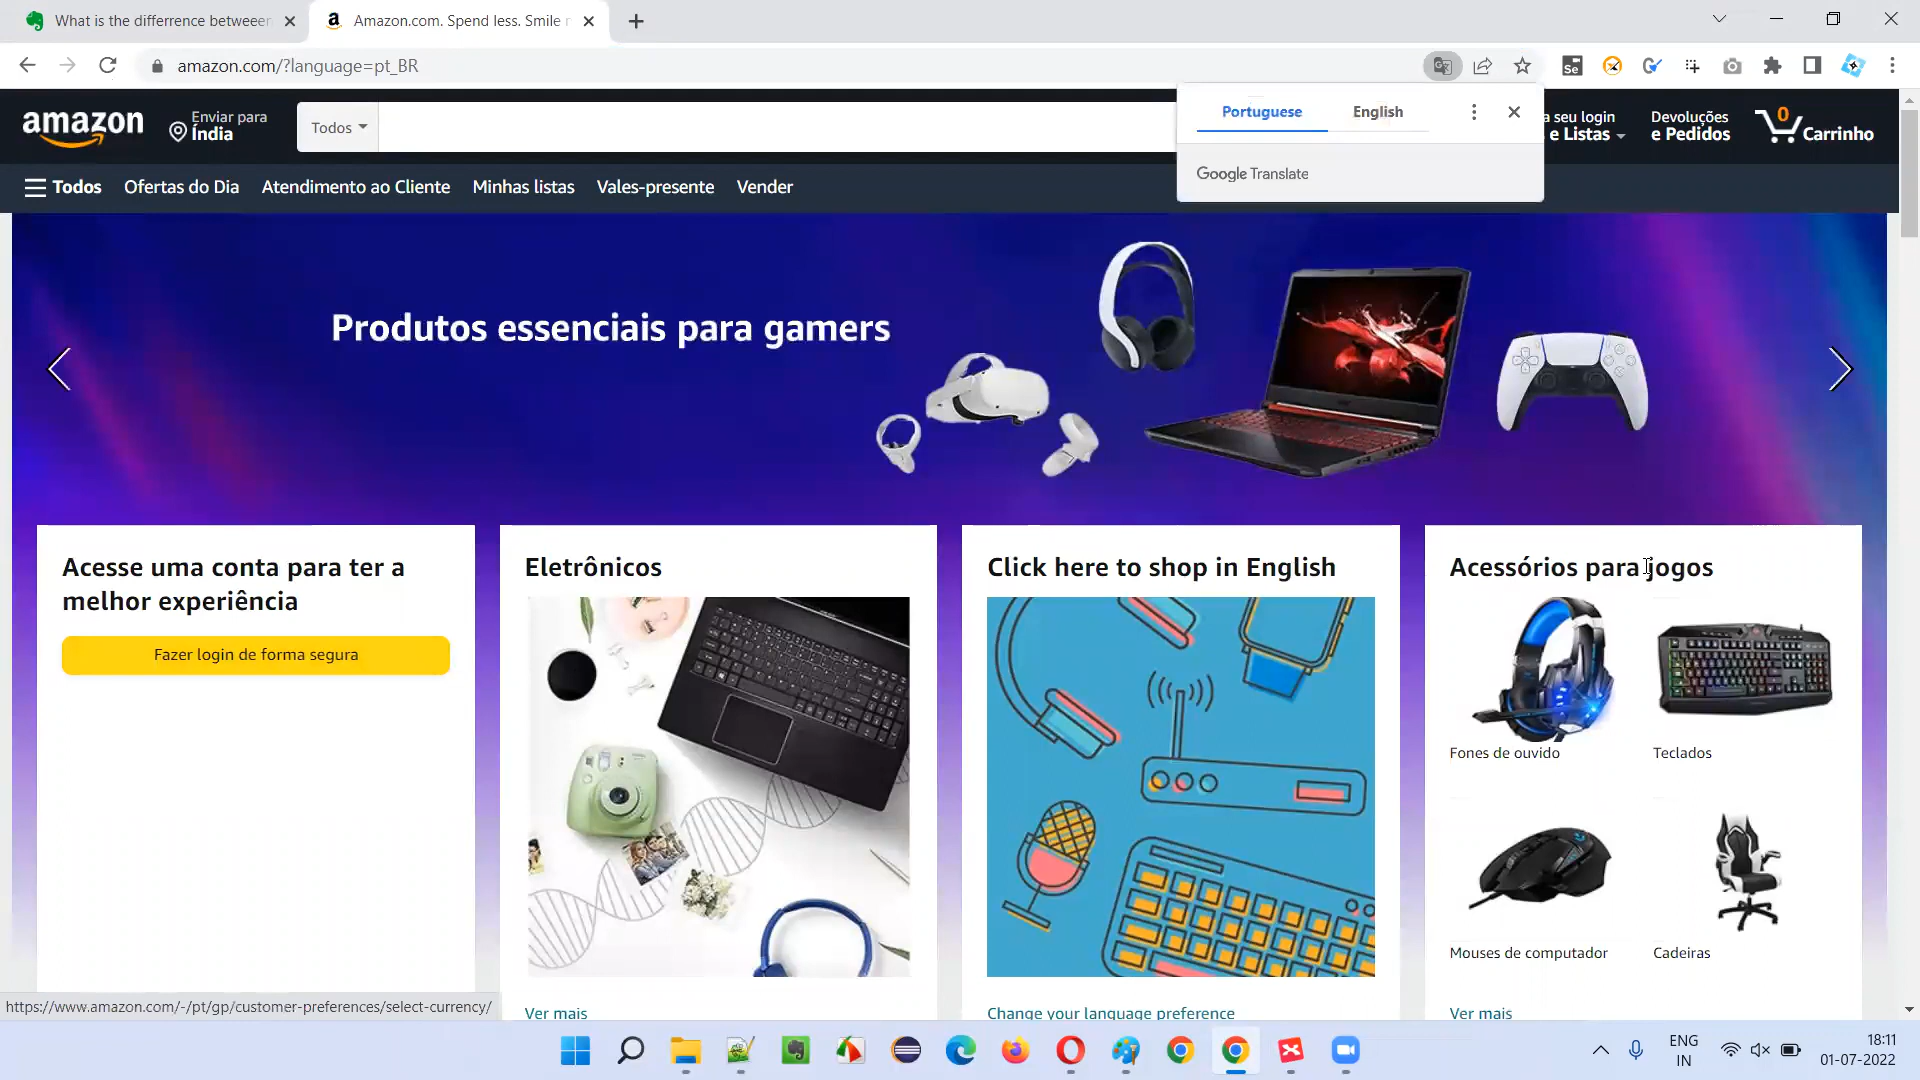 What is the difference betweeen
Amazon.com. Spend less. Smile
amazon.com/?language=pt_BR
Se
Portuguese
English
Google Translate
amazon
Enviar para
Índia
Todos
a seu login
e Listas
Devoluções
e Pedidos
0
Carrinho
Todos
Ofertas do Dia
Atendimento ao Cliente
Minhas listas
Vales-presente
Vender
Produtos essenciais para gamers
Acesse uma conta para ter a
melhor experiência
Fazer login de forma segura
Eletrônicos
Ver mais
Click here to shop in English
Change your language preference
Acessórios para jogos
Fones de ouvido
Teclados
Mouses de computador
Cadeiras
Ver mais
https://www.amazon.com/-/pt/gp/customer-preferences/select-currency/
ENG
IN
18:11
01-07-2022